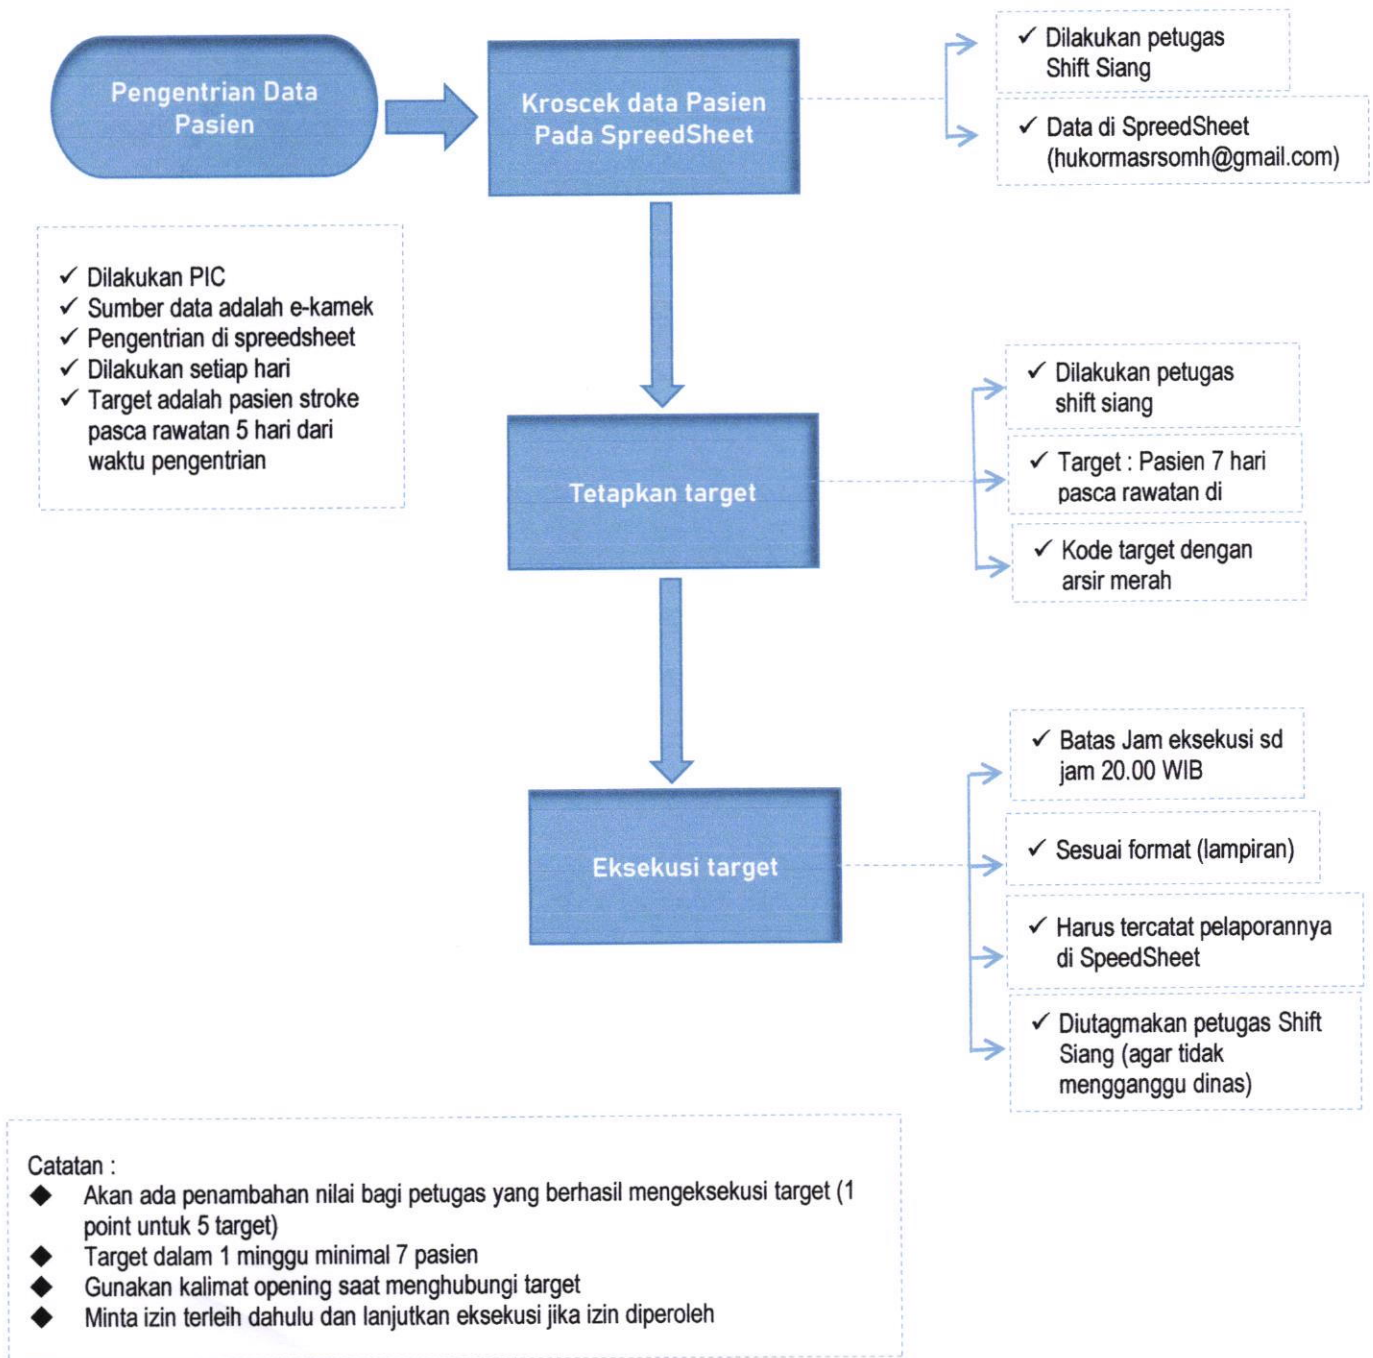 Pengentrian Data
Pasien
Kroscek data Pasien
Pada SpreedSheet
✓ Dilakukan petugas
Shift Siang
✓ Data di SpreedSheet
(hukormasrsomh@gmail.com)
✓ Dilakukan PIC
✓ Sumber data adalah e-kamek
✓ Pengentrian di spreedsheet
✓ Dilakukan setiap hari
✓ Target adalah pasien stroke
pasca rawatan 5 hari dari
waktu pengentrian
Tetapkan target
✓ Dilakukan petugas
shift siang
✓ Target : Pasien 7 hari
pasca rawatan di
✓ Kode target dengan
arsir merah
Eksekusi target
✓ Batas Jam eksekusi sd
jam 20.00 WIB
✓ Sesuai format (lampiran)
✓ Harus tercatat pelaporannya
di SpeedSheet
✓ Diutagmakan petugas Shift
Siang (agar tidak
mengganggu dinas)
Catatan :
◆ Akan ada penambahan nilai bagi petugas yang berhasil mengeksekusi target (1
point untuk 5 target)
◆ Target dalam 1 minggu minimal 7 pasien
◆ Gunakan kalimat opening saat menghubungi target
◆ Minta izin terleih dahulu dan lanjutkan eksekusi jika izin diperoleh